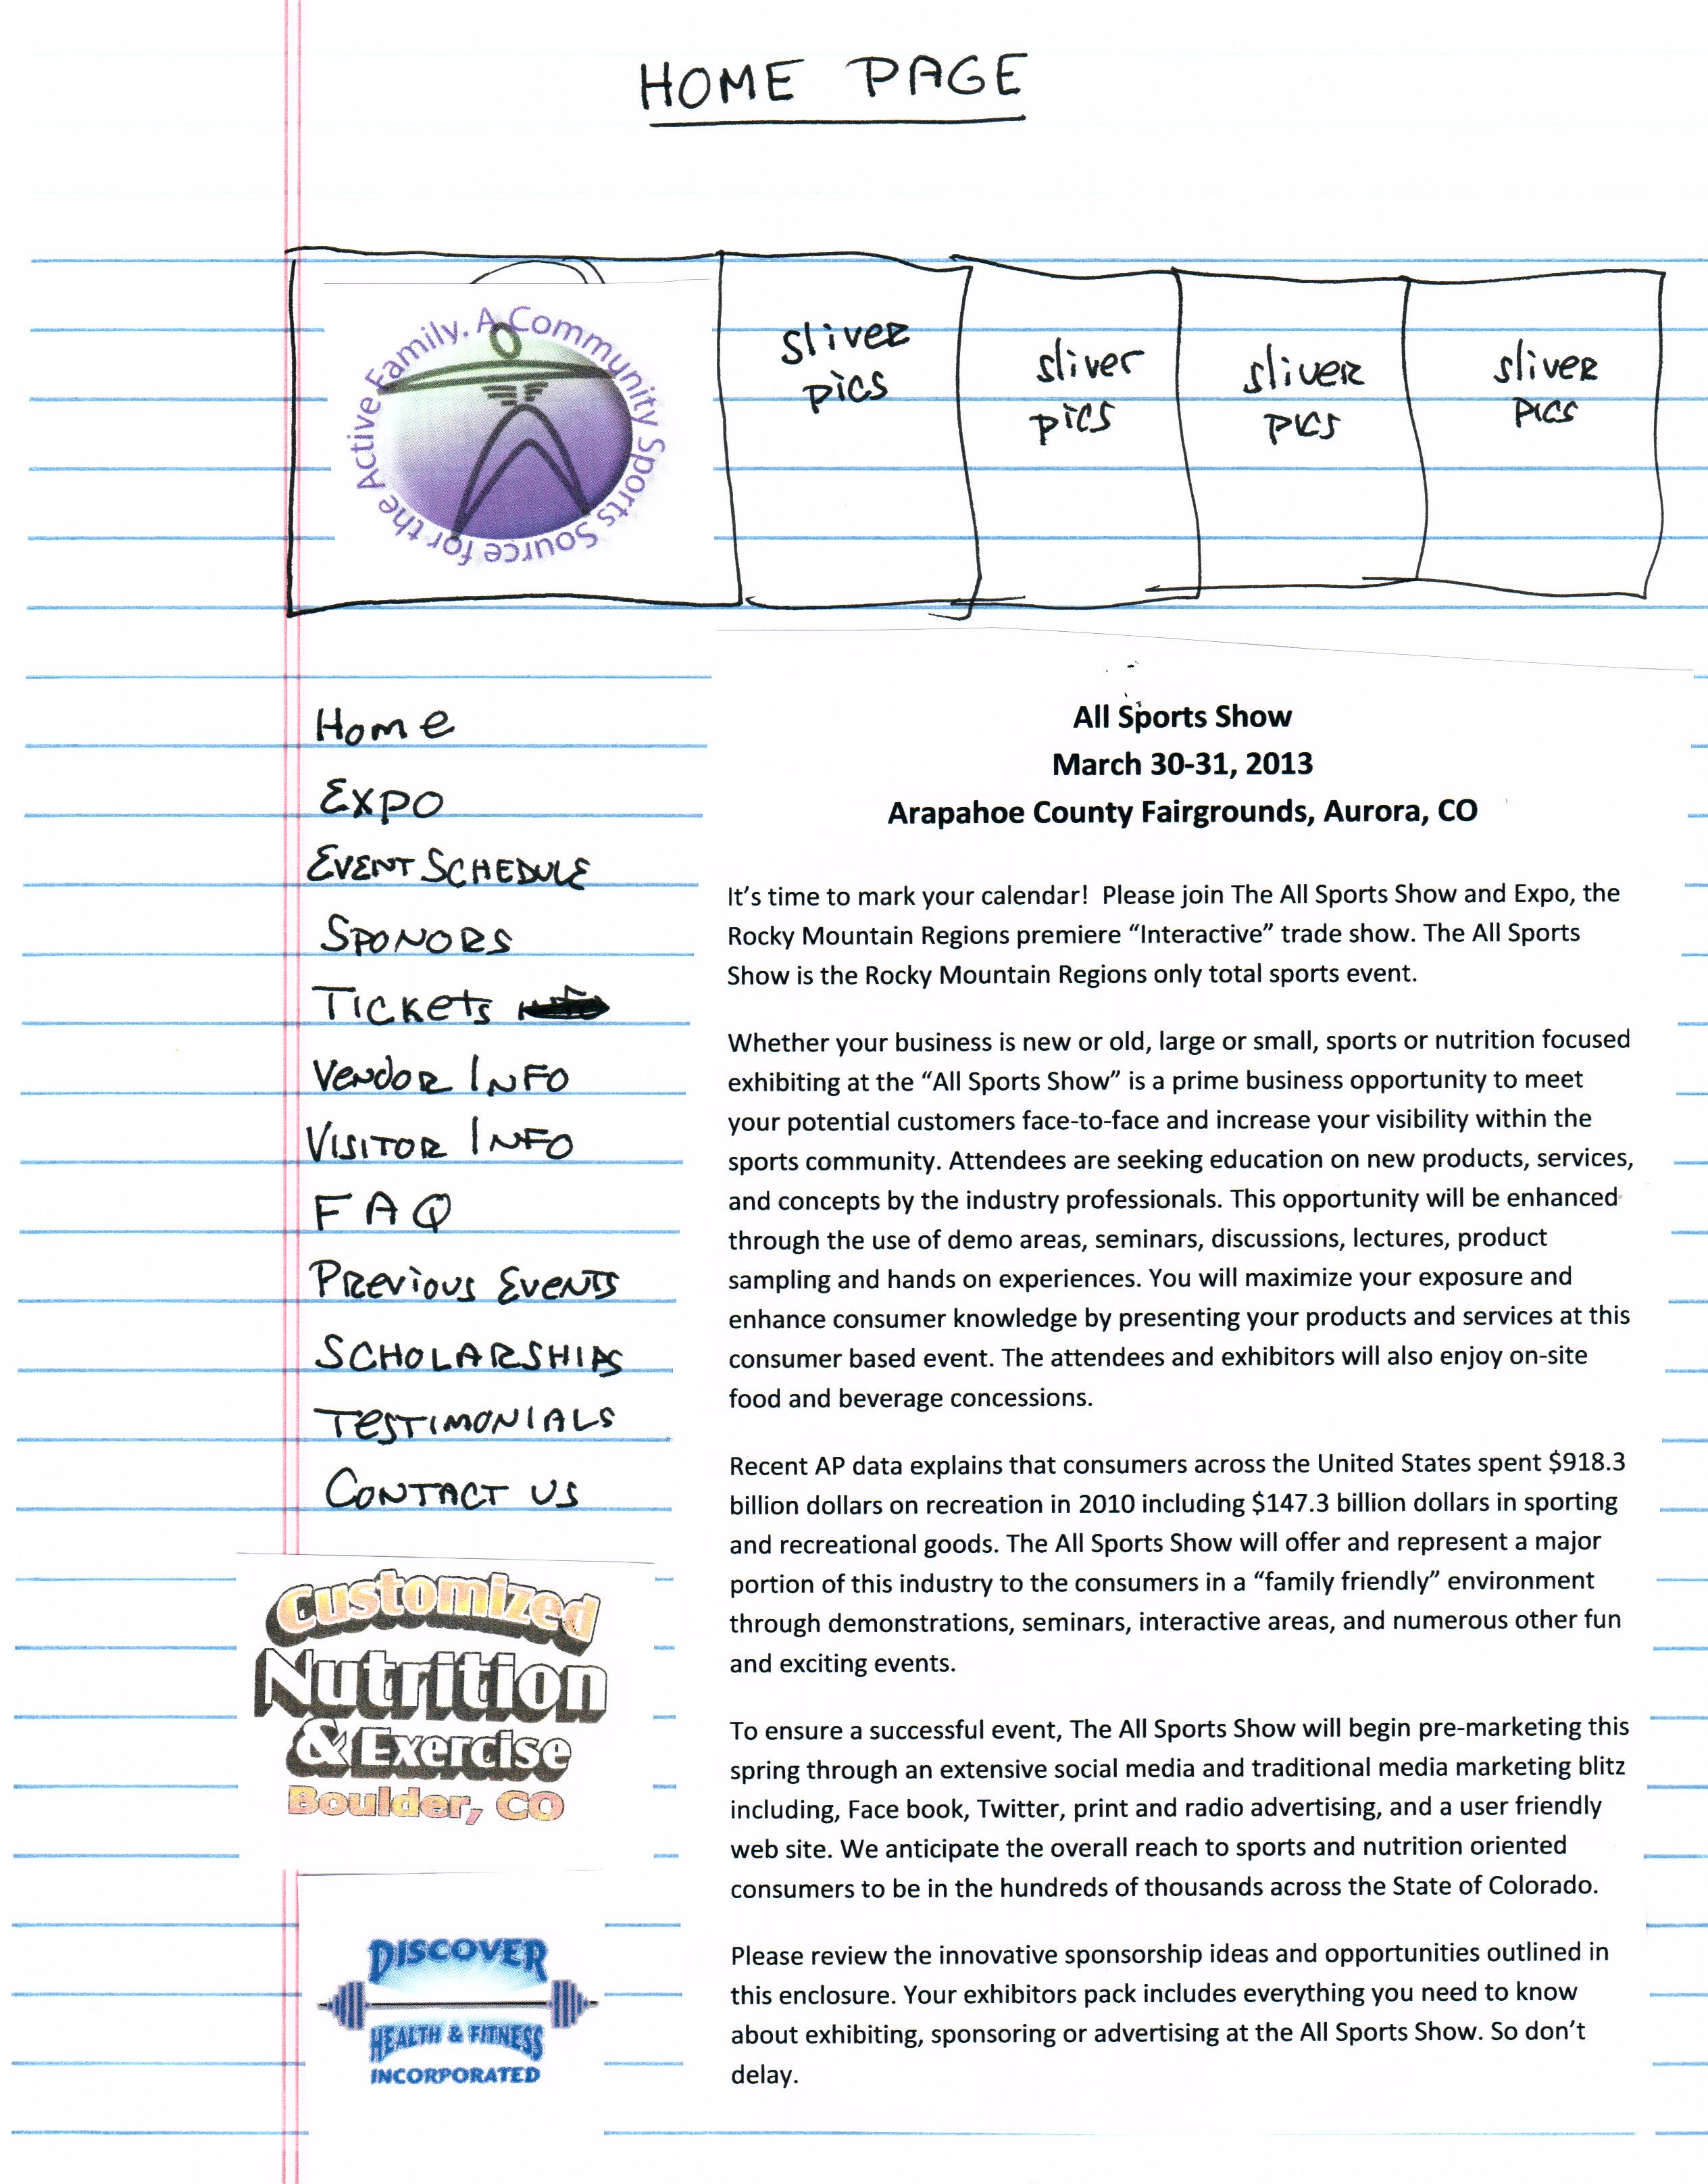 HOME PAGE
Active Family. A Community Sports Source for the
sliver
pics
sliver
pics
sliver
pics
sliver
pics
Home
Expo
EVENT SCHEDULE
SPONORS
TICKETS
VENDOR INFO
VISITOR INFO
FAQ
PREVIOUS EVENTS
SCHOLARSHIPS
TESTIMONIALS
CONTACT US
Customized
Nutrition
& Exercise
Boulder, CO
DISCOVER
HEALTH & FITNESS
INCORPORATED
All Sports Show
March 30-31, 2013
Arapahoe County Fairgrounds, Aurora, CO
It’s time to mark your calendar!  Please join The All Sports Show and Expo, the
Rocky Mountain Regions premiere “Interactive” trade show. The All Sports
Show is the Rocky Mountain Regions only total sports event.
Whether your business is new or old, large or small, sports or nutrition focused
exhibiting at the “All Sports Show” is a prime business opportunity to meet
your potential customers face-to-face and increase your visibility within the
sports community. Attendees are seeking education on new products, services,
and concepts by the industry professionals. This opportunity will be enhanced
through the use of demo areas, seminars, discussions, lectures, product
sampling and hands on experiences. You will maximize your exposure and
enhance consumer knowledge by presenting your products and services at this
consumer based event. The attendees and exhibitors will also enjoy on-site
food and beverage concessions.
Recent AP data explains that consumers across the United States spent $918.3
billion dollars on recreation in 2010 including $147.3 billion dollars in sporting
and recreational goods. The All Sports Show will offer and represent a major
portion of this industry to the consumers in a “family friendly” environment
through demonstrations, seminars, interactive areas, and numerous other fun
and exciting events.
To ensure a successful event, The All Sports Show will begin pre-marketing this
spring through an extensive social media and traditional media marketing blitz
including, Face book, Twitter, print and radio advertising, and a user friendly
web site. We anticipate the overall reach to sports and nutrition oriented
consumers to be in the hundreds of thousands across the State of Colorado.
Please review the innovative sponsorship ideas and opportunities outlined in
this enclosure. Your exhibitors pack includes everything you need to know
about exhibiting, sponsoring or advertising at the All Sports Show. So don’t
delay.